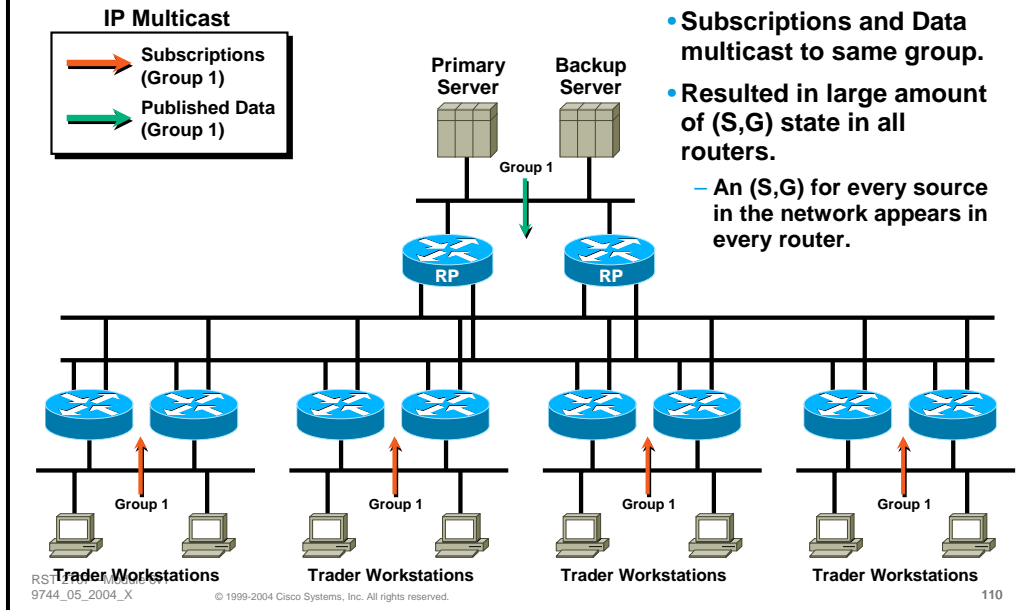 IP Multicast
Subscriptions
(Group 1)
Published Data
(Group 1)
Primary
Server
Backup
Server
•Subscriptions and Data
multicast to same group.
•Resulted in large amount
of (S,G) state in all
routers.
– An (S,G) for every source
in the network appears in
every router.
Group 1
RP
RP
Group 1
Group 1
Group 1
Group 1
Trader Workstations
Trader Workstations
Trader Workstations
Trader Workstations
9744_05_2004_X
© 1999-2004 Cisco Systems, Inc. All rights reserved.
110